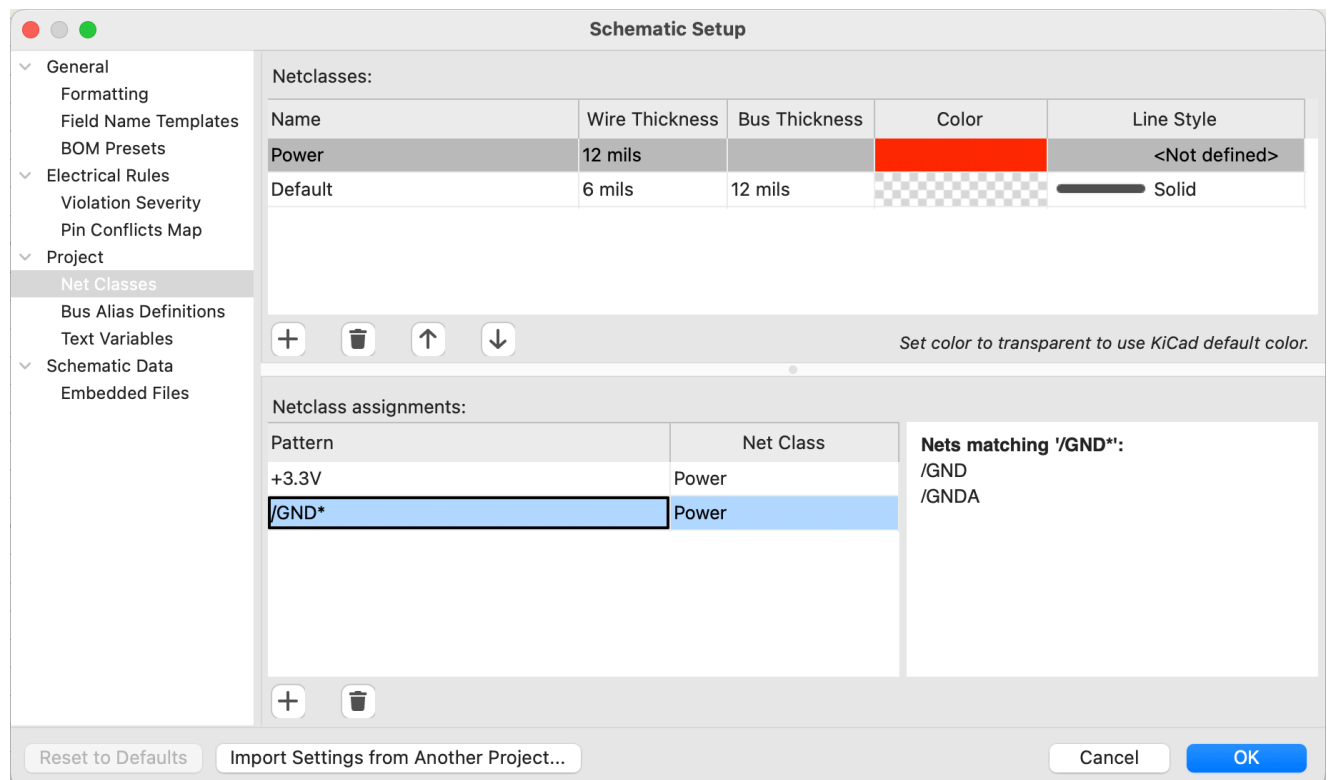 Schematic Setup
General
Formatting
Field Name Templates
BOM Presets
Electrical Rules
Violation Severity
Pin Conflicts Map
Project
Net Classes
Bus Alias Definitions
Text Variables
Schematic Data
Embedded Files
Netclasses:
Name Wire Thickness Bus Thickness Color Line Style
Power 12 mils <Not defined>
Default 6 mils 12 mils Solid
Set color to transparent to use KiCad default color.
Netclass assignments:
Pattern Net Class
+3.3V Power
/GND* Power
Nets matching '/GND*':
/GND
/GNDA
Reset to Defaults Import Settings from Another Project... Cancel OK